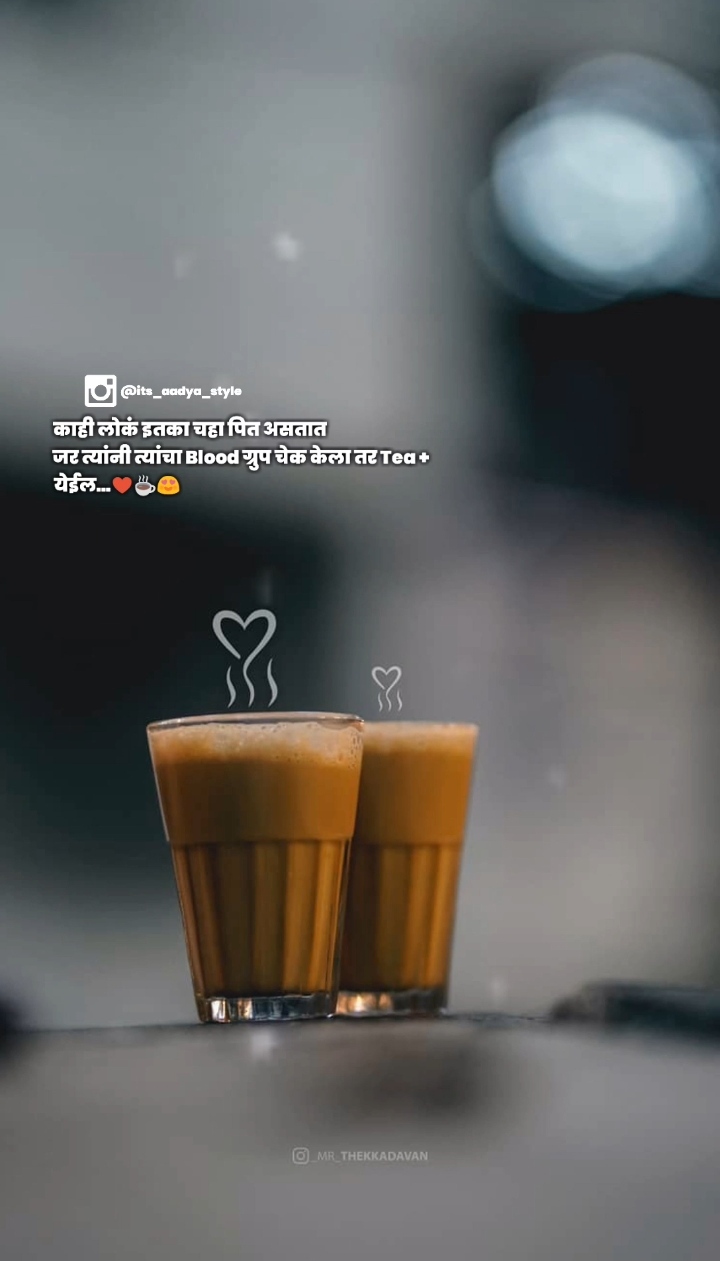 @its_aadya_style
काही लोकं इतका चहा पित असतात
जर त्यांनी त्यांचा Blood ग्रुप चेक केला तर Tea +
येईल...❤️☕😍
_MR_THEKKADAVAN